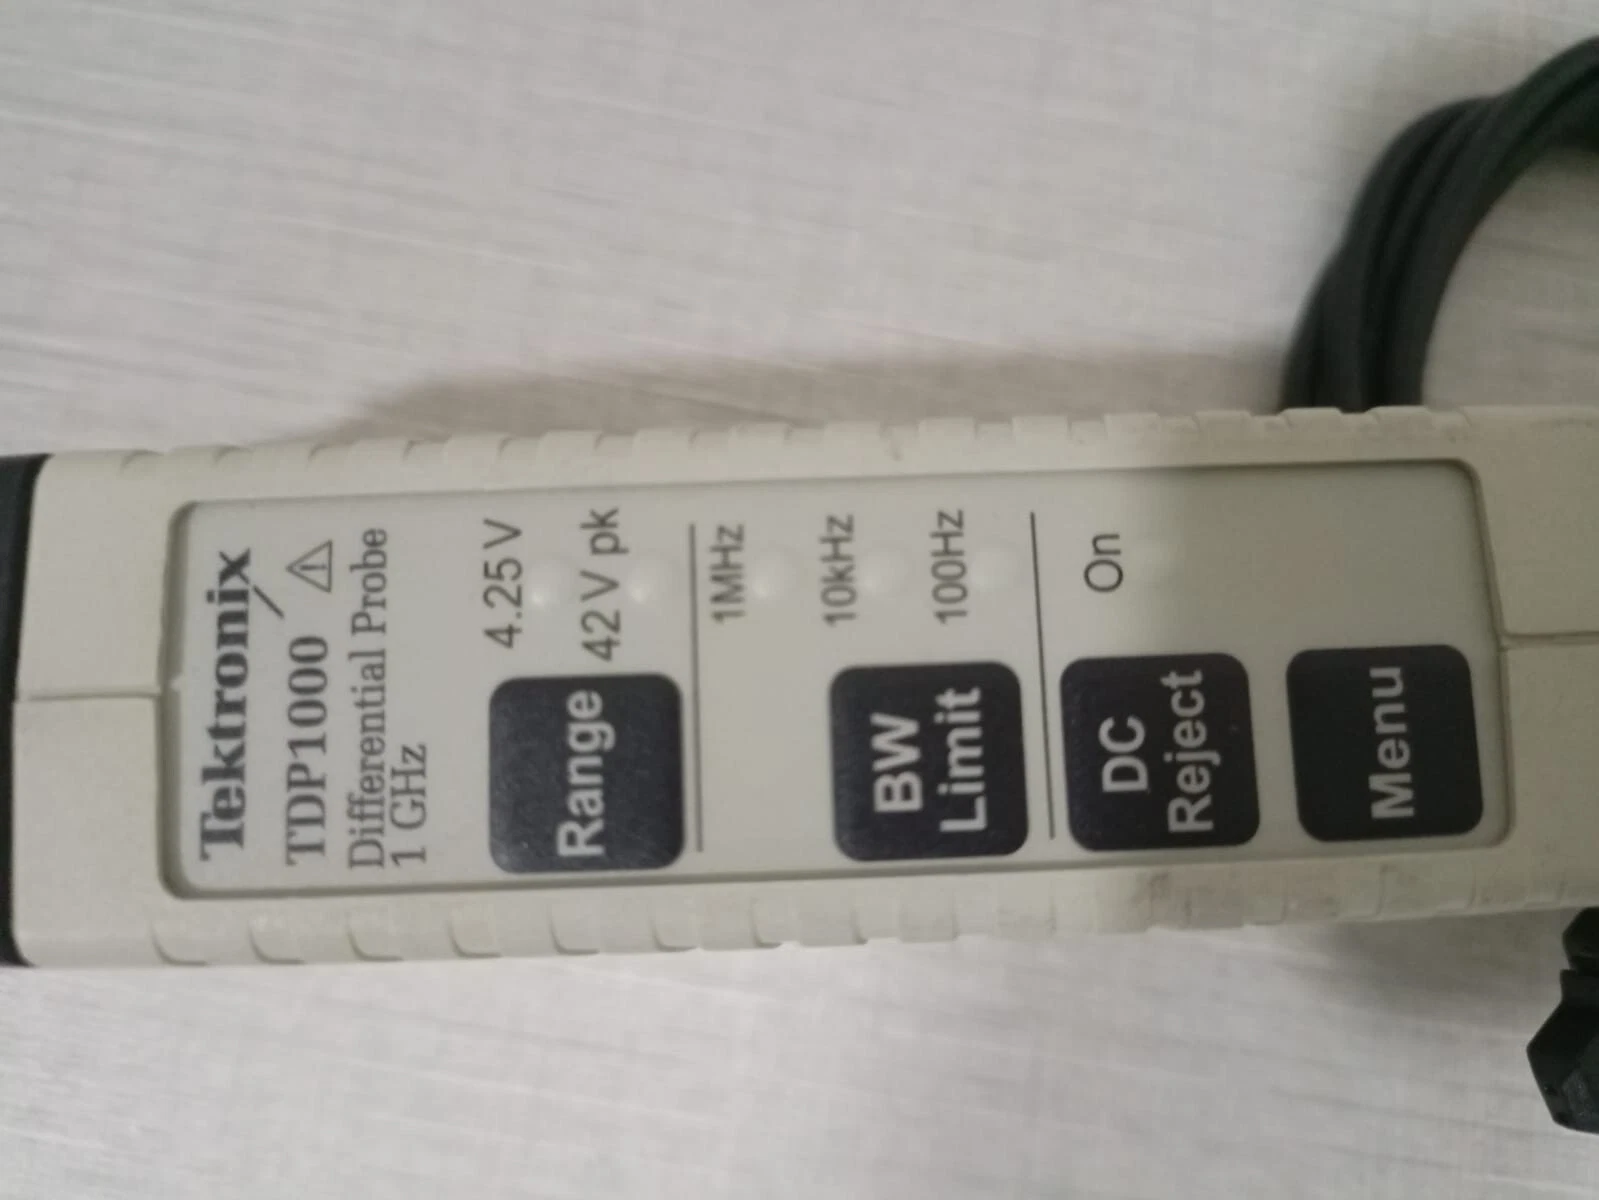 Tektronix
TDP1000
Differential Probe
1 GHz
4.25 V
Range
42 V pk
1MHz
10kHz
BW
Limit
100Hz
On
DC
Reject
Menu